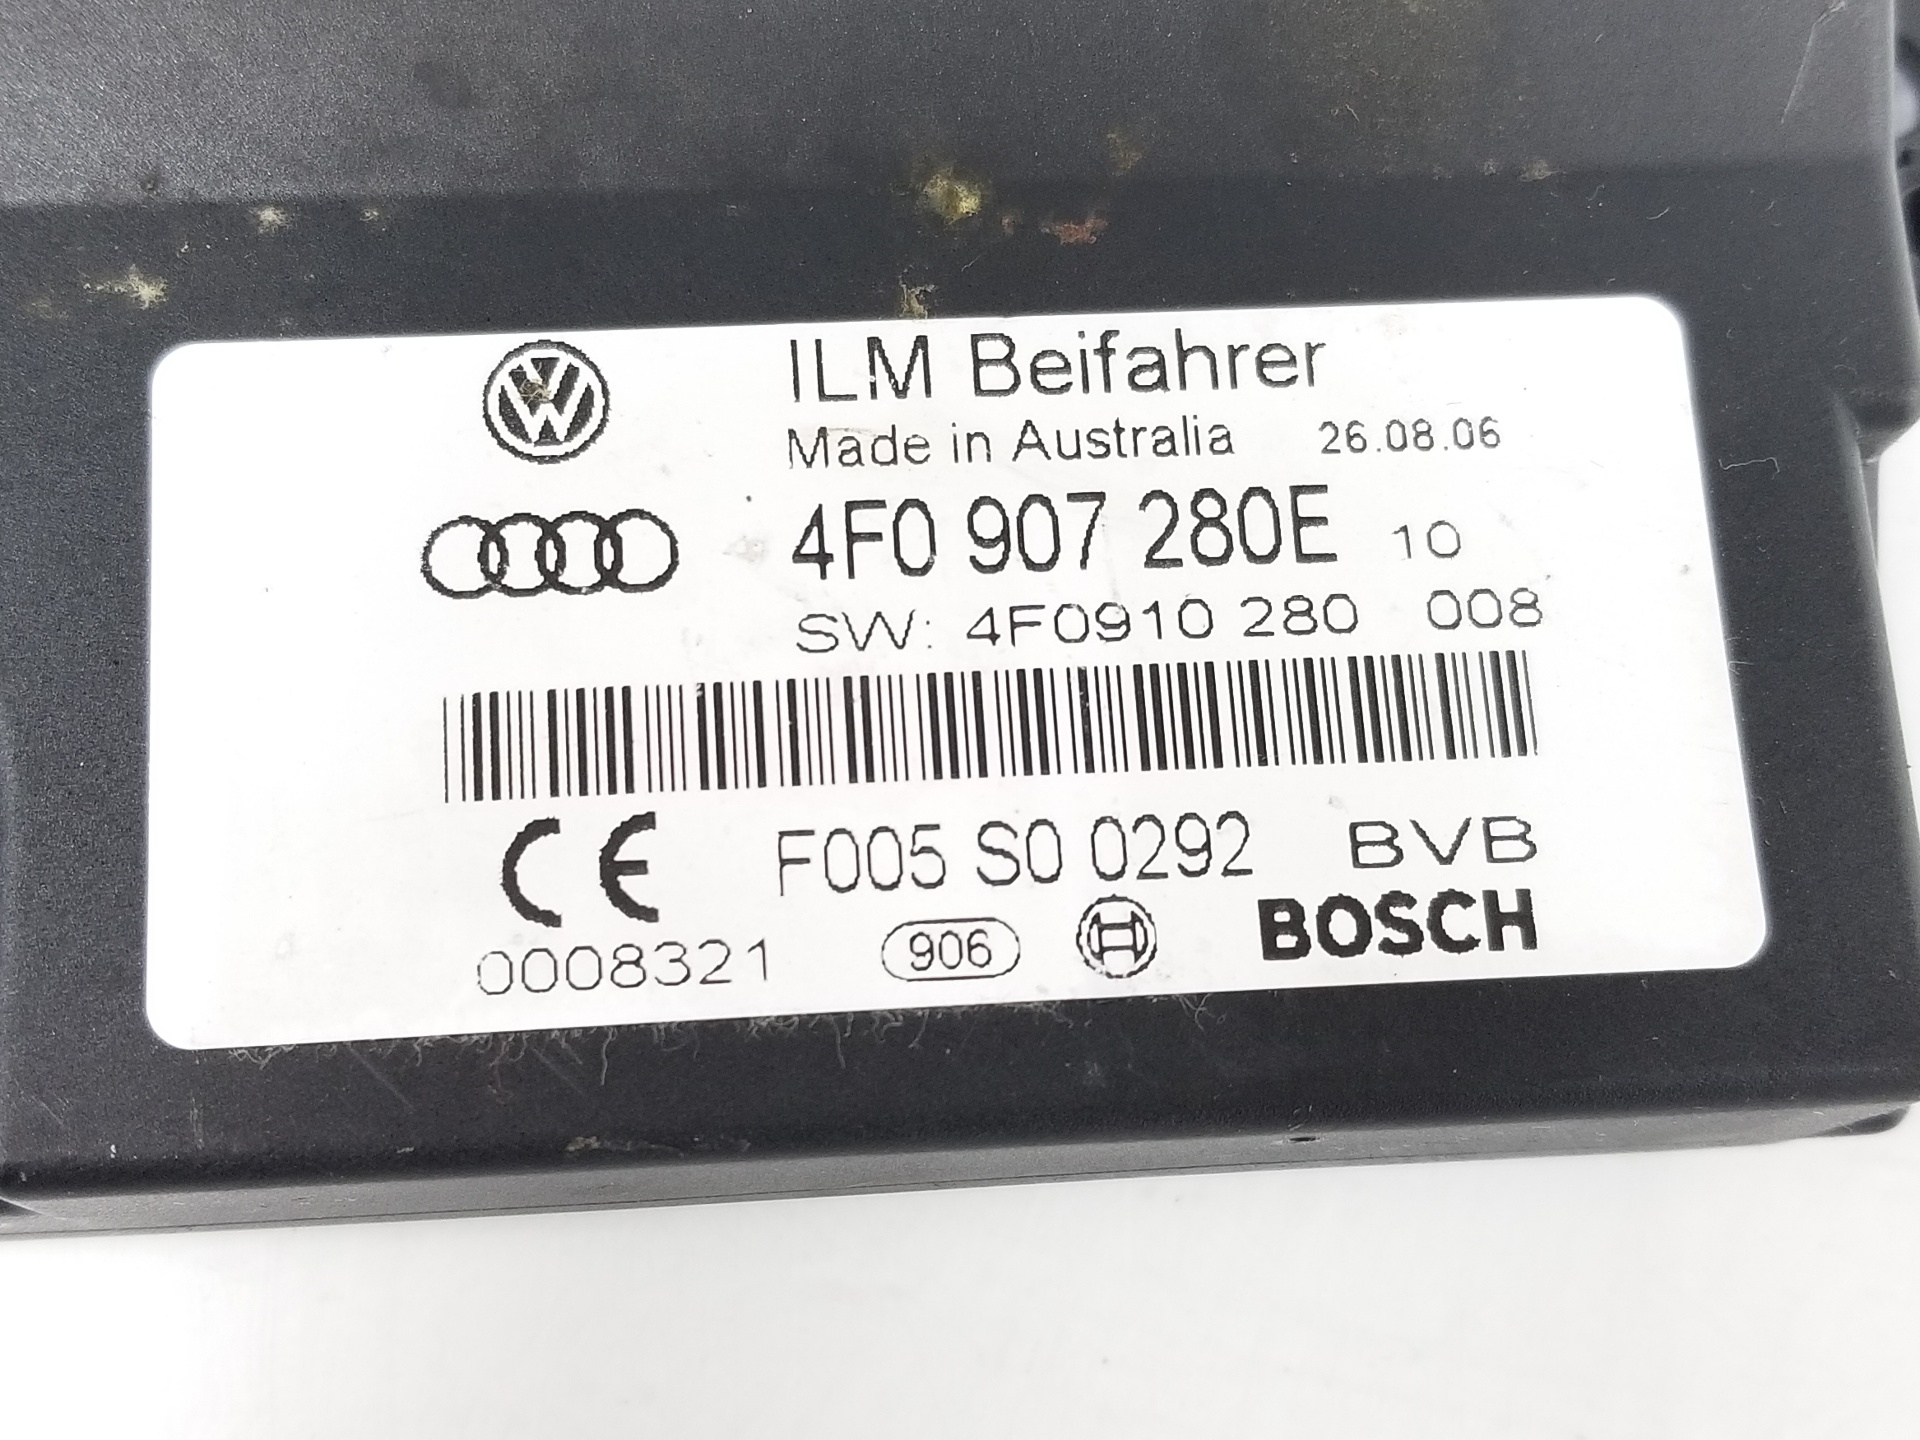 ILM Beifahrer
Made in Australia 26.08.06
4F0 907 280E 10
SW: 4F0910 280 008
F005 S0 0292 BVB
0008321 906 BOSCH